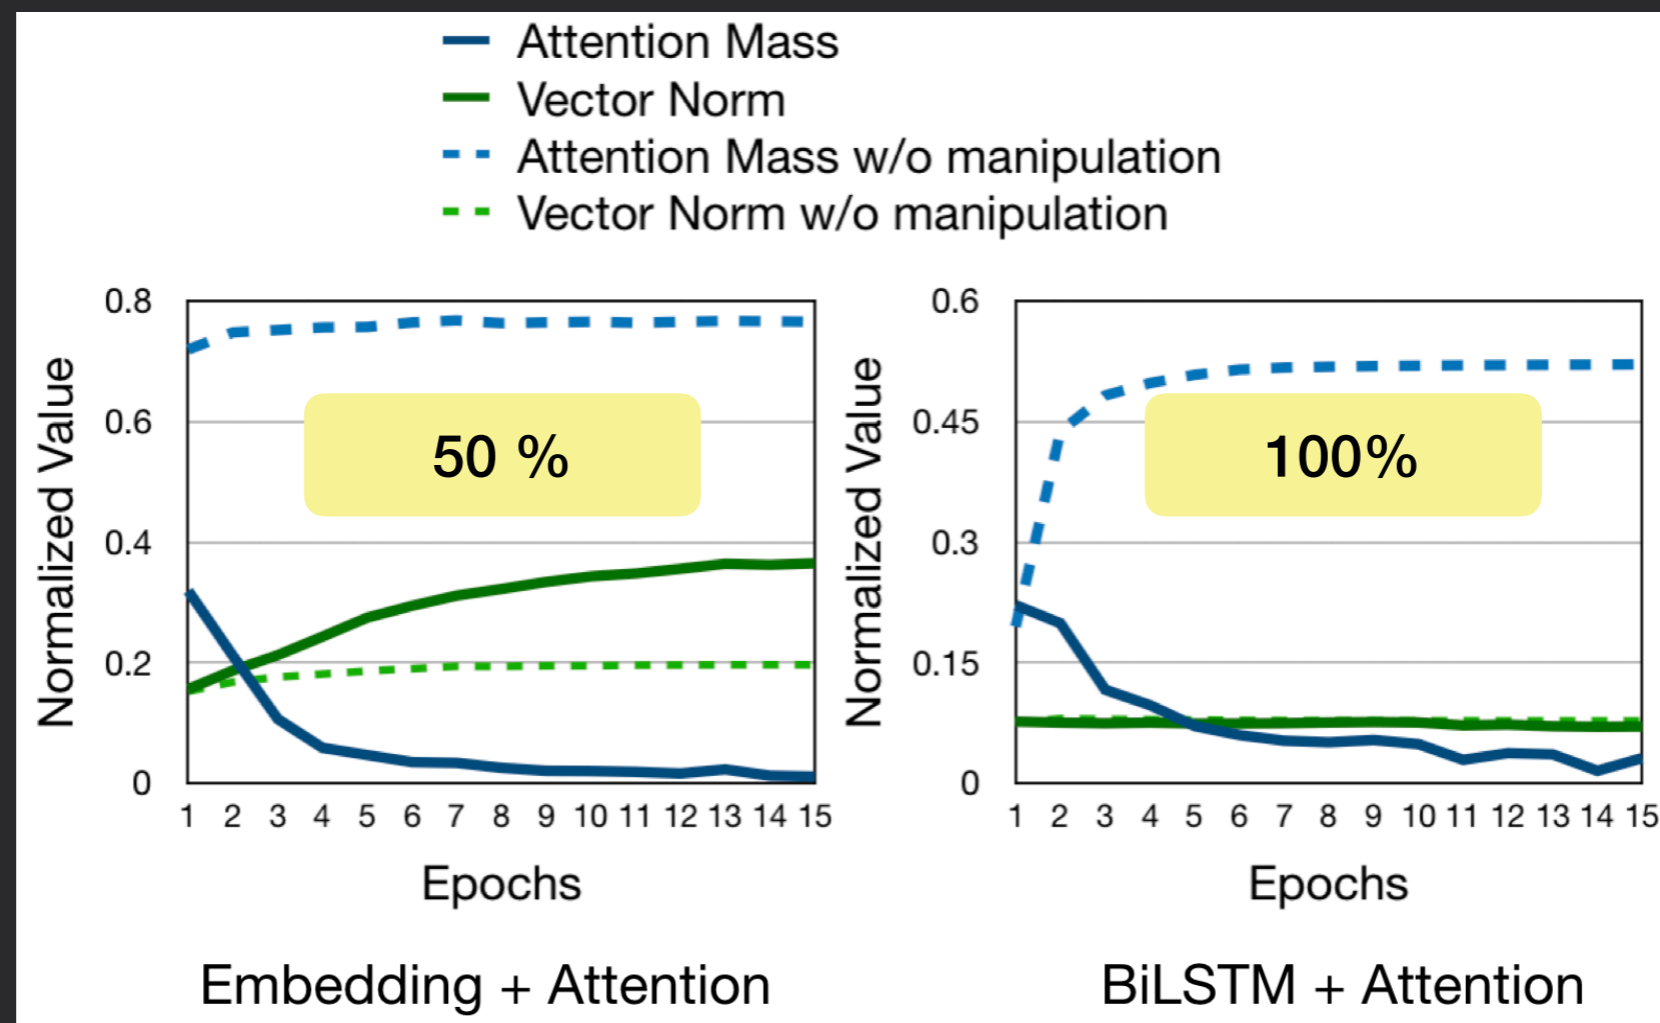 Attention Mass
Vector Norm
Attention Mass w/o manipulation
Vector Norm w/o manipulation
Normalized Value
0.8
0.6
0.4
0.2
0
50 %
1 2 3 4 5 6 7 8 9 10 11 12 13 14 15
Epochs
Embedding + Attention
Normalized Value
0.6
0.45
0.3
0.15
0
100%
1 2 3 4 5 6 7 8 9 10 11 12 13 14 15
Epochs
BiLSTM + Attention